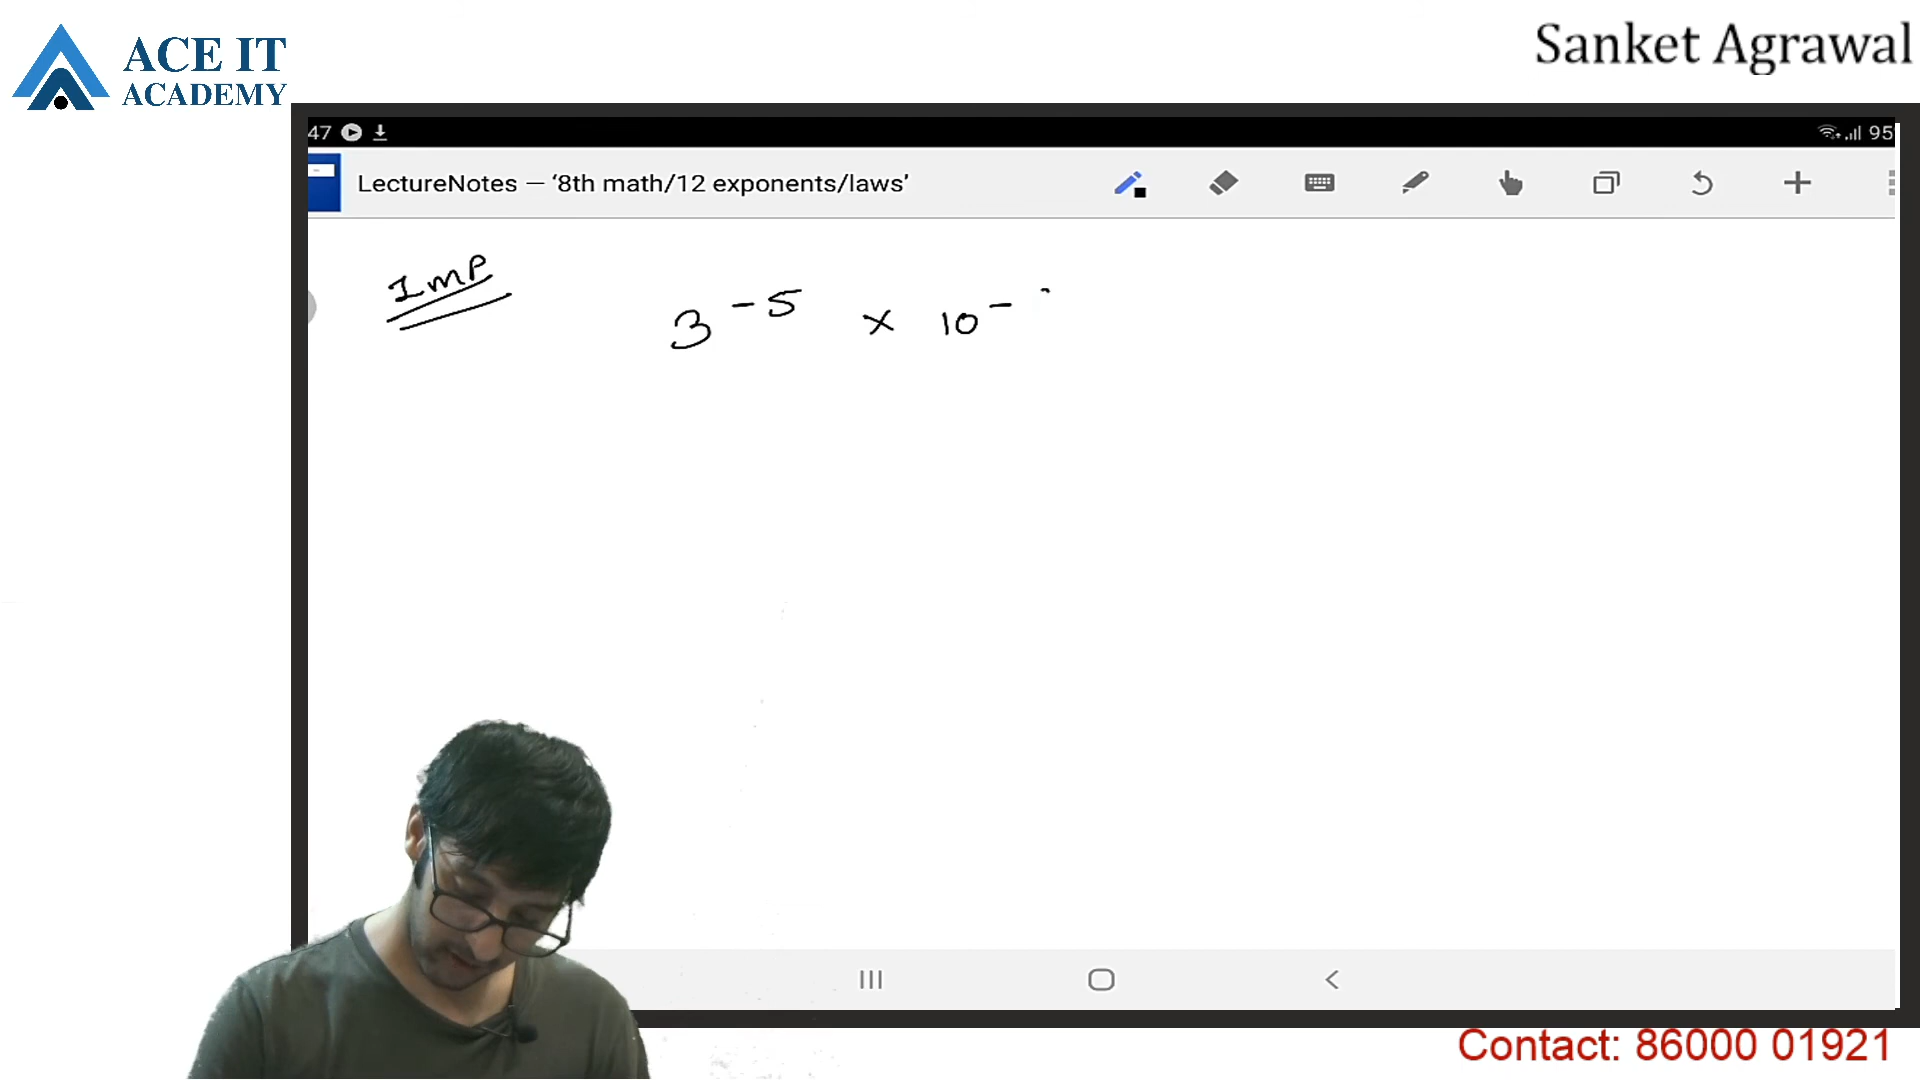 ACE IT
ACADEMY
Sanket Agrawal
47
95
LectureNotes — ‘8th math/12 exponents/laws’
Imp
3⁻⁵ × 10⁻
Contact: 86000 01921